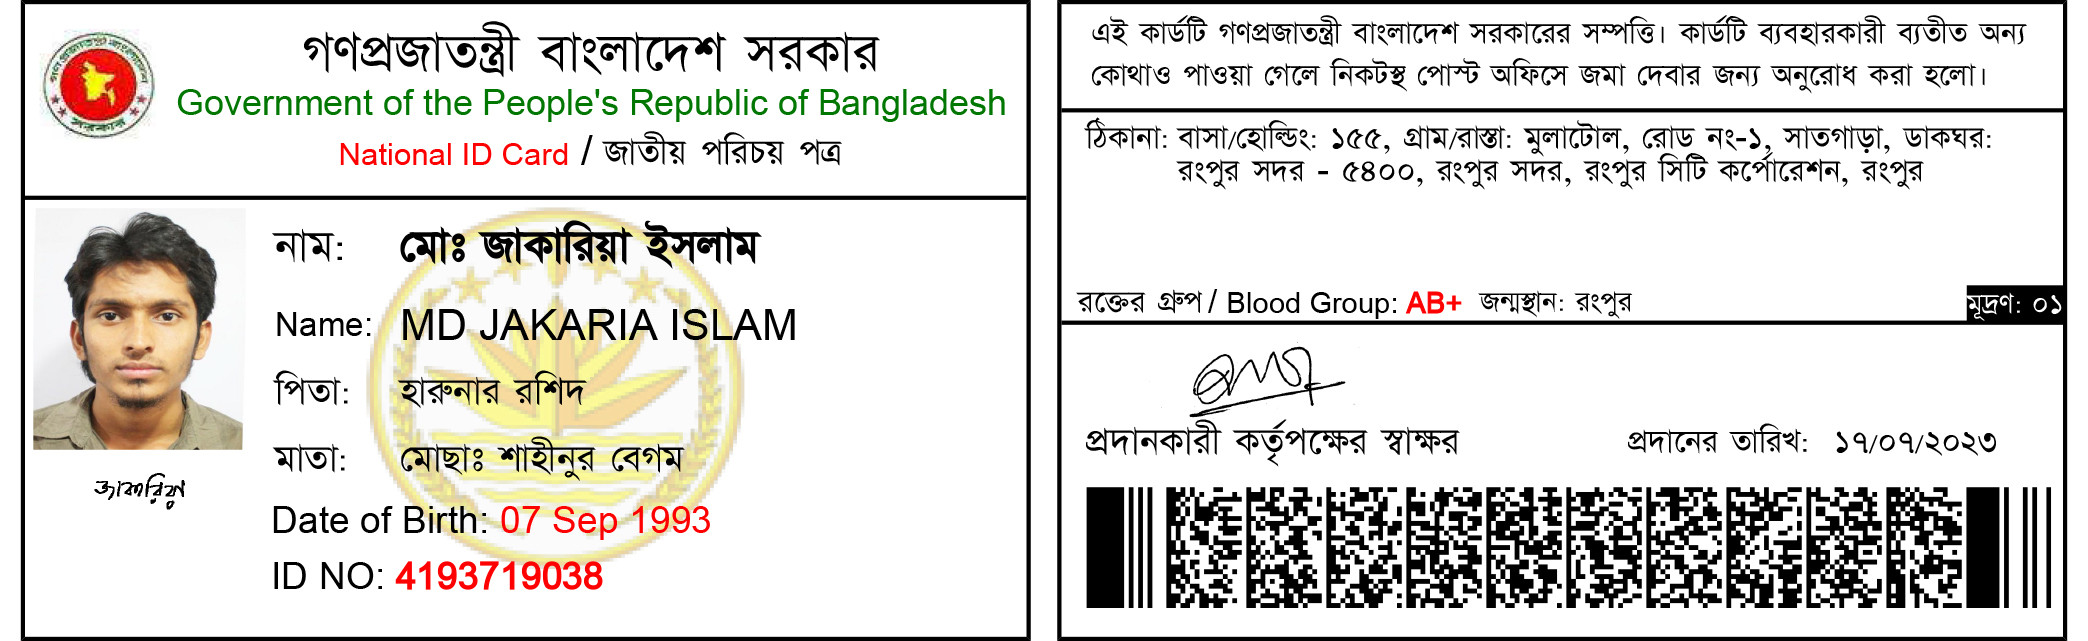 গণপ্রজাতন্ত্রী বাংলাদেশ সরকার
Government of the People's Republic of Bangladesh
National ID Card / জাতীয় পরিচয় পত্র
নাম: মোঃ জাকারিয়া ইসলাম
Name: MD JAKARIA ISLAM
পিতা: হারুনার রশিদ
মাতা: মোছাঃ শাহীনুর বেগম
জাকারিয়া
Date of Birth: 07 Sep 1993
ID NO: 4193719038
এই কার্ডটি গণপ্রজাতন্ত্রী বাংলাদেশ সরকারের সম্পত্তি। কার্ডটি ব্যবহারকারী ব্যতীত অন্য
কোথাও পাওয়া গেলে নিকটস্থ পোস্ট অফিসে জমা দেবার জন্য অনুরোধ করা হলো।
ঠিকানা: বাসা/হোল্ডিং: ১৫৫, গ্রাম/রাস্তা: মুলাটোল, রোড নং-১, সাতগাড়া, ডাকঘর:
রংপুর সদর - ৫৪০০, রংপুর সদর, রংপুর সিটি কর্পোরেশন, রংপুর
রক্তের গ্রুপ / Blood Group: AB+ জন্মস্থান: রংপুর
মূদ্রণ: ০১
প্রদানকারী কর্তৃপক্ষের স্বাক্ষর
প্রদানের তারিখ: ১৭/০৭/২০২৩